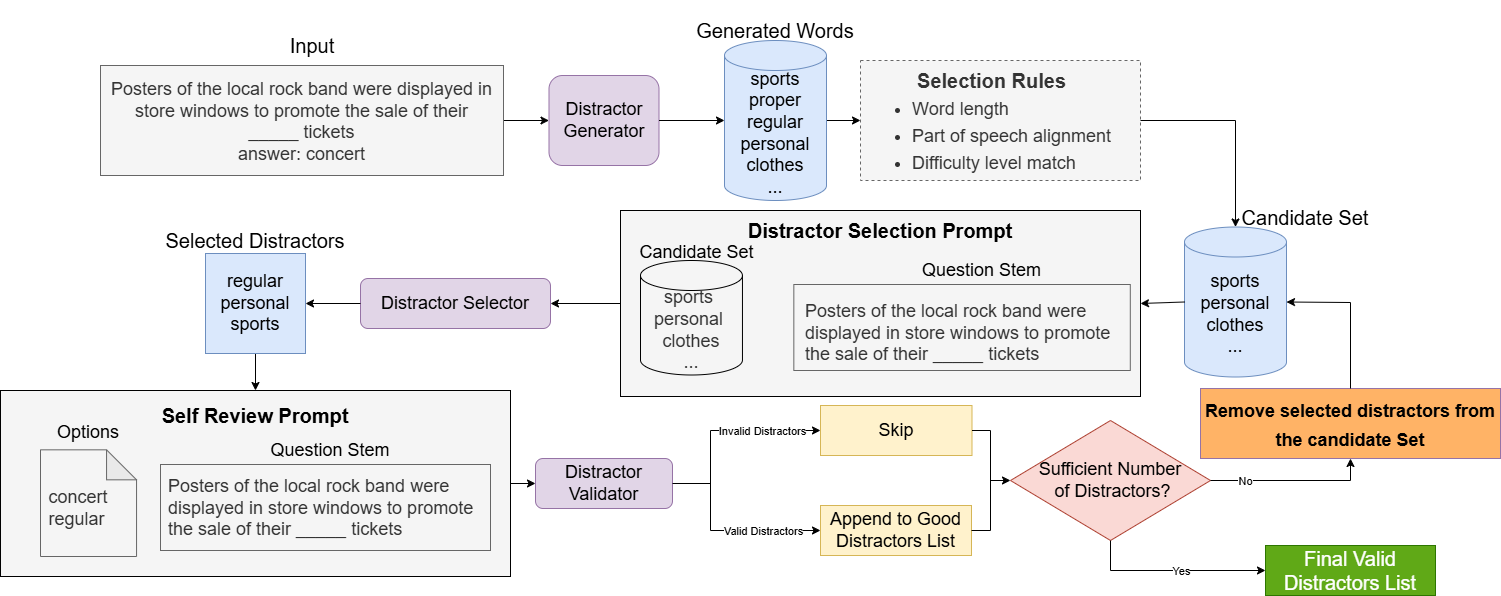 Input
Posters of the local rock band were displayed in
store windows to promote the sale of their
_____ tickets
answer: concert
Distractor
Generator
Generated Words
sports
proper
regular
personal
clothes
...
Selection Rules
• Word length
• Part of speech alignment
• Difficulty level match
Candidate Set
sports
personal
clothes
...
Distractor Selection Prompt
Candidate Set
sports
personal
clothes
...
Question Stem
Posters of the local rock band were
displayed in store windows to promote
the sale of their _____ tickets
Distractor Selector
Selected Distractors
regular
personal
sports
Self Review Prompt
Options
concert
regular
Question Stem
Posters of the local rock band were
displayed in store windows to promote
the sale of their _____ tickets
Distractor
Validator
Invalid Distractors
Skip
Valid Distractors
Append to Good
Distractors List
Sufficient Number
of Distractors?
No
Remove selected distractors from
the candidate Set
Yes
Final Valid
Distractors List